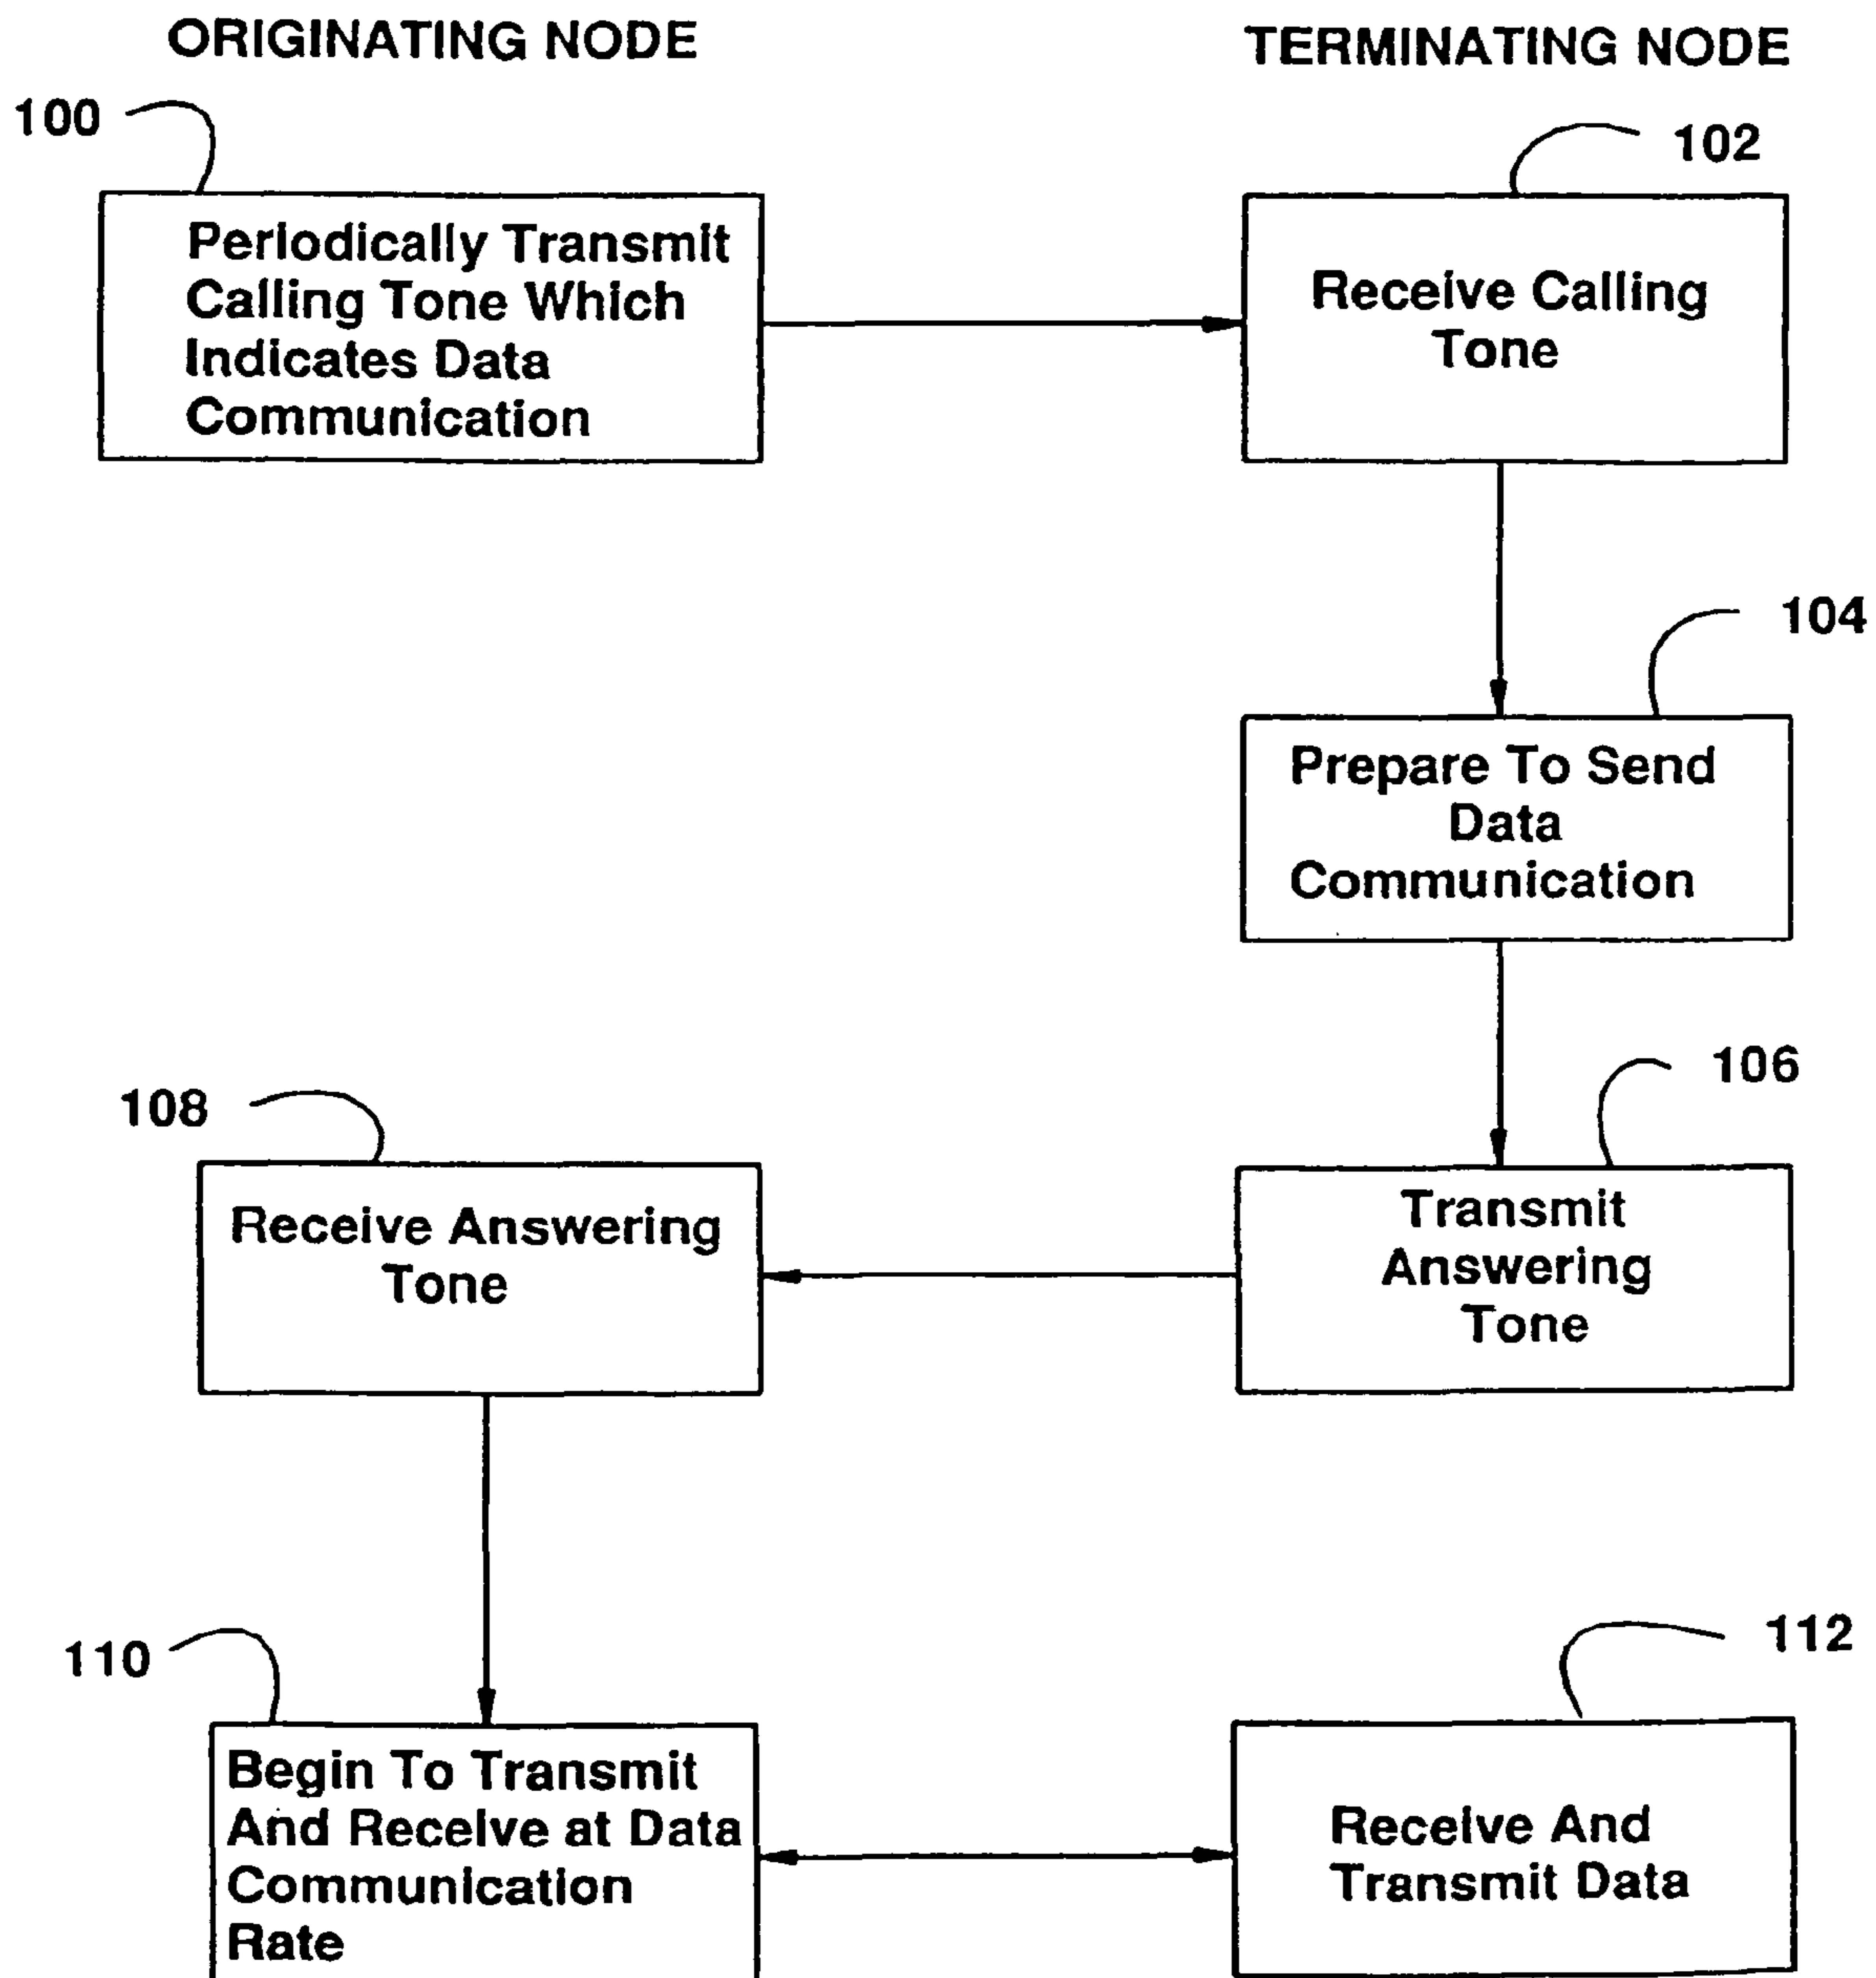 ORIGINATING NODE
TERMINATING NODE
100
102
Periodically Transmit
Calling Tone Which
Indicates Data
Communication
Receive Calling
Tone
104
Prepare To Send
Data
Communication
106
108
Transmit
Answering
Tone
Receive Answering
Tone
110
112
Begin To Transmit
And Receive at Data
Communication
Rate
Receive And
Transmit Data